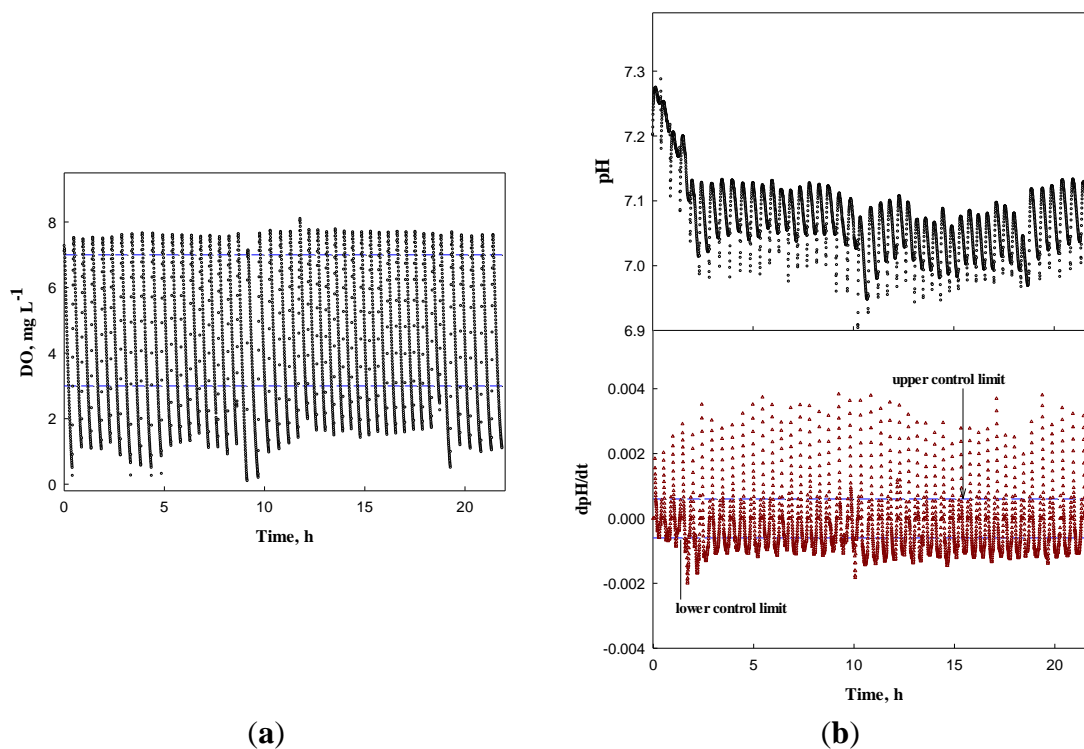 DO, mg L⁻¹
8
6
4
2
0
0 5 10 15 20
Time, h
(a)
pH
7.3
7.2
7.1
7.0
6.9
dpH/dt
0.004
0.002
0.000
-0.002
-0.004
upper control limit
lower control limit
0 5 10 15 20
Time, h
(b)